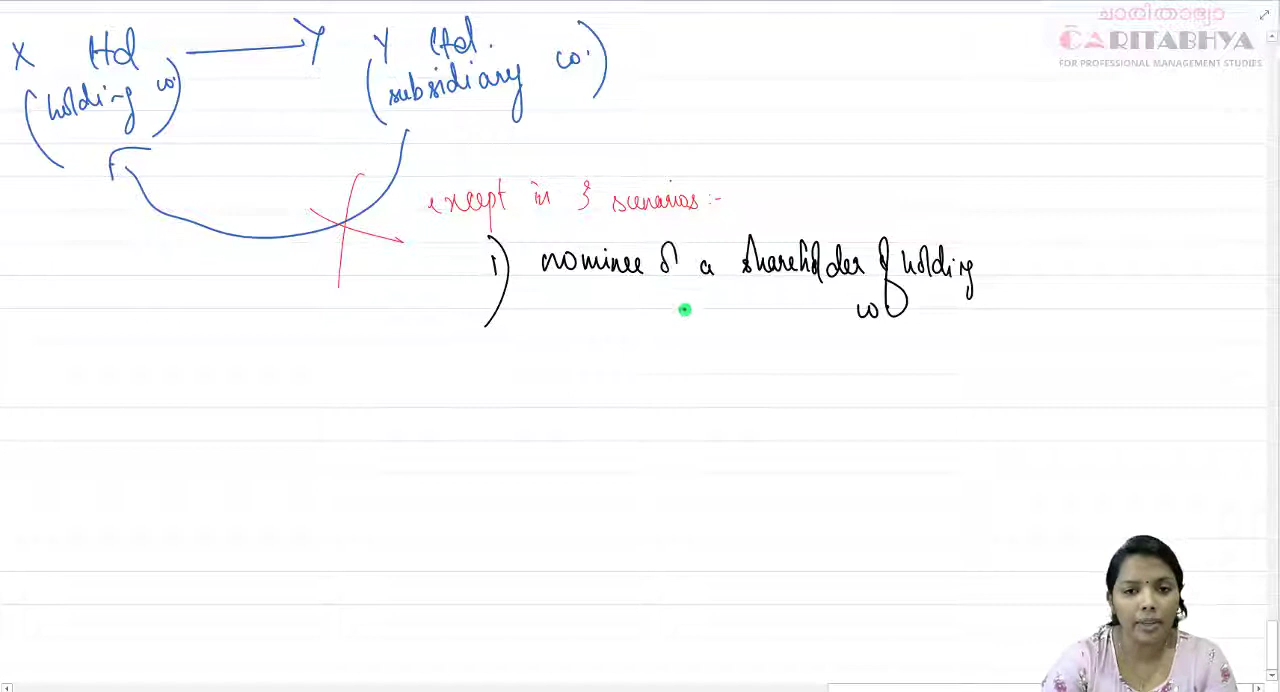 ചാരിതാഭ്യാ
CARITABHYA
FOR PROFESSIONAL MANAGEMENT STUDIES
X Ltd
(holding co.)
Y Ltd.
(subsidiary co.)
except in 3 scenarios:-
1) nominee of a shareholder of holding
co.